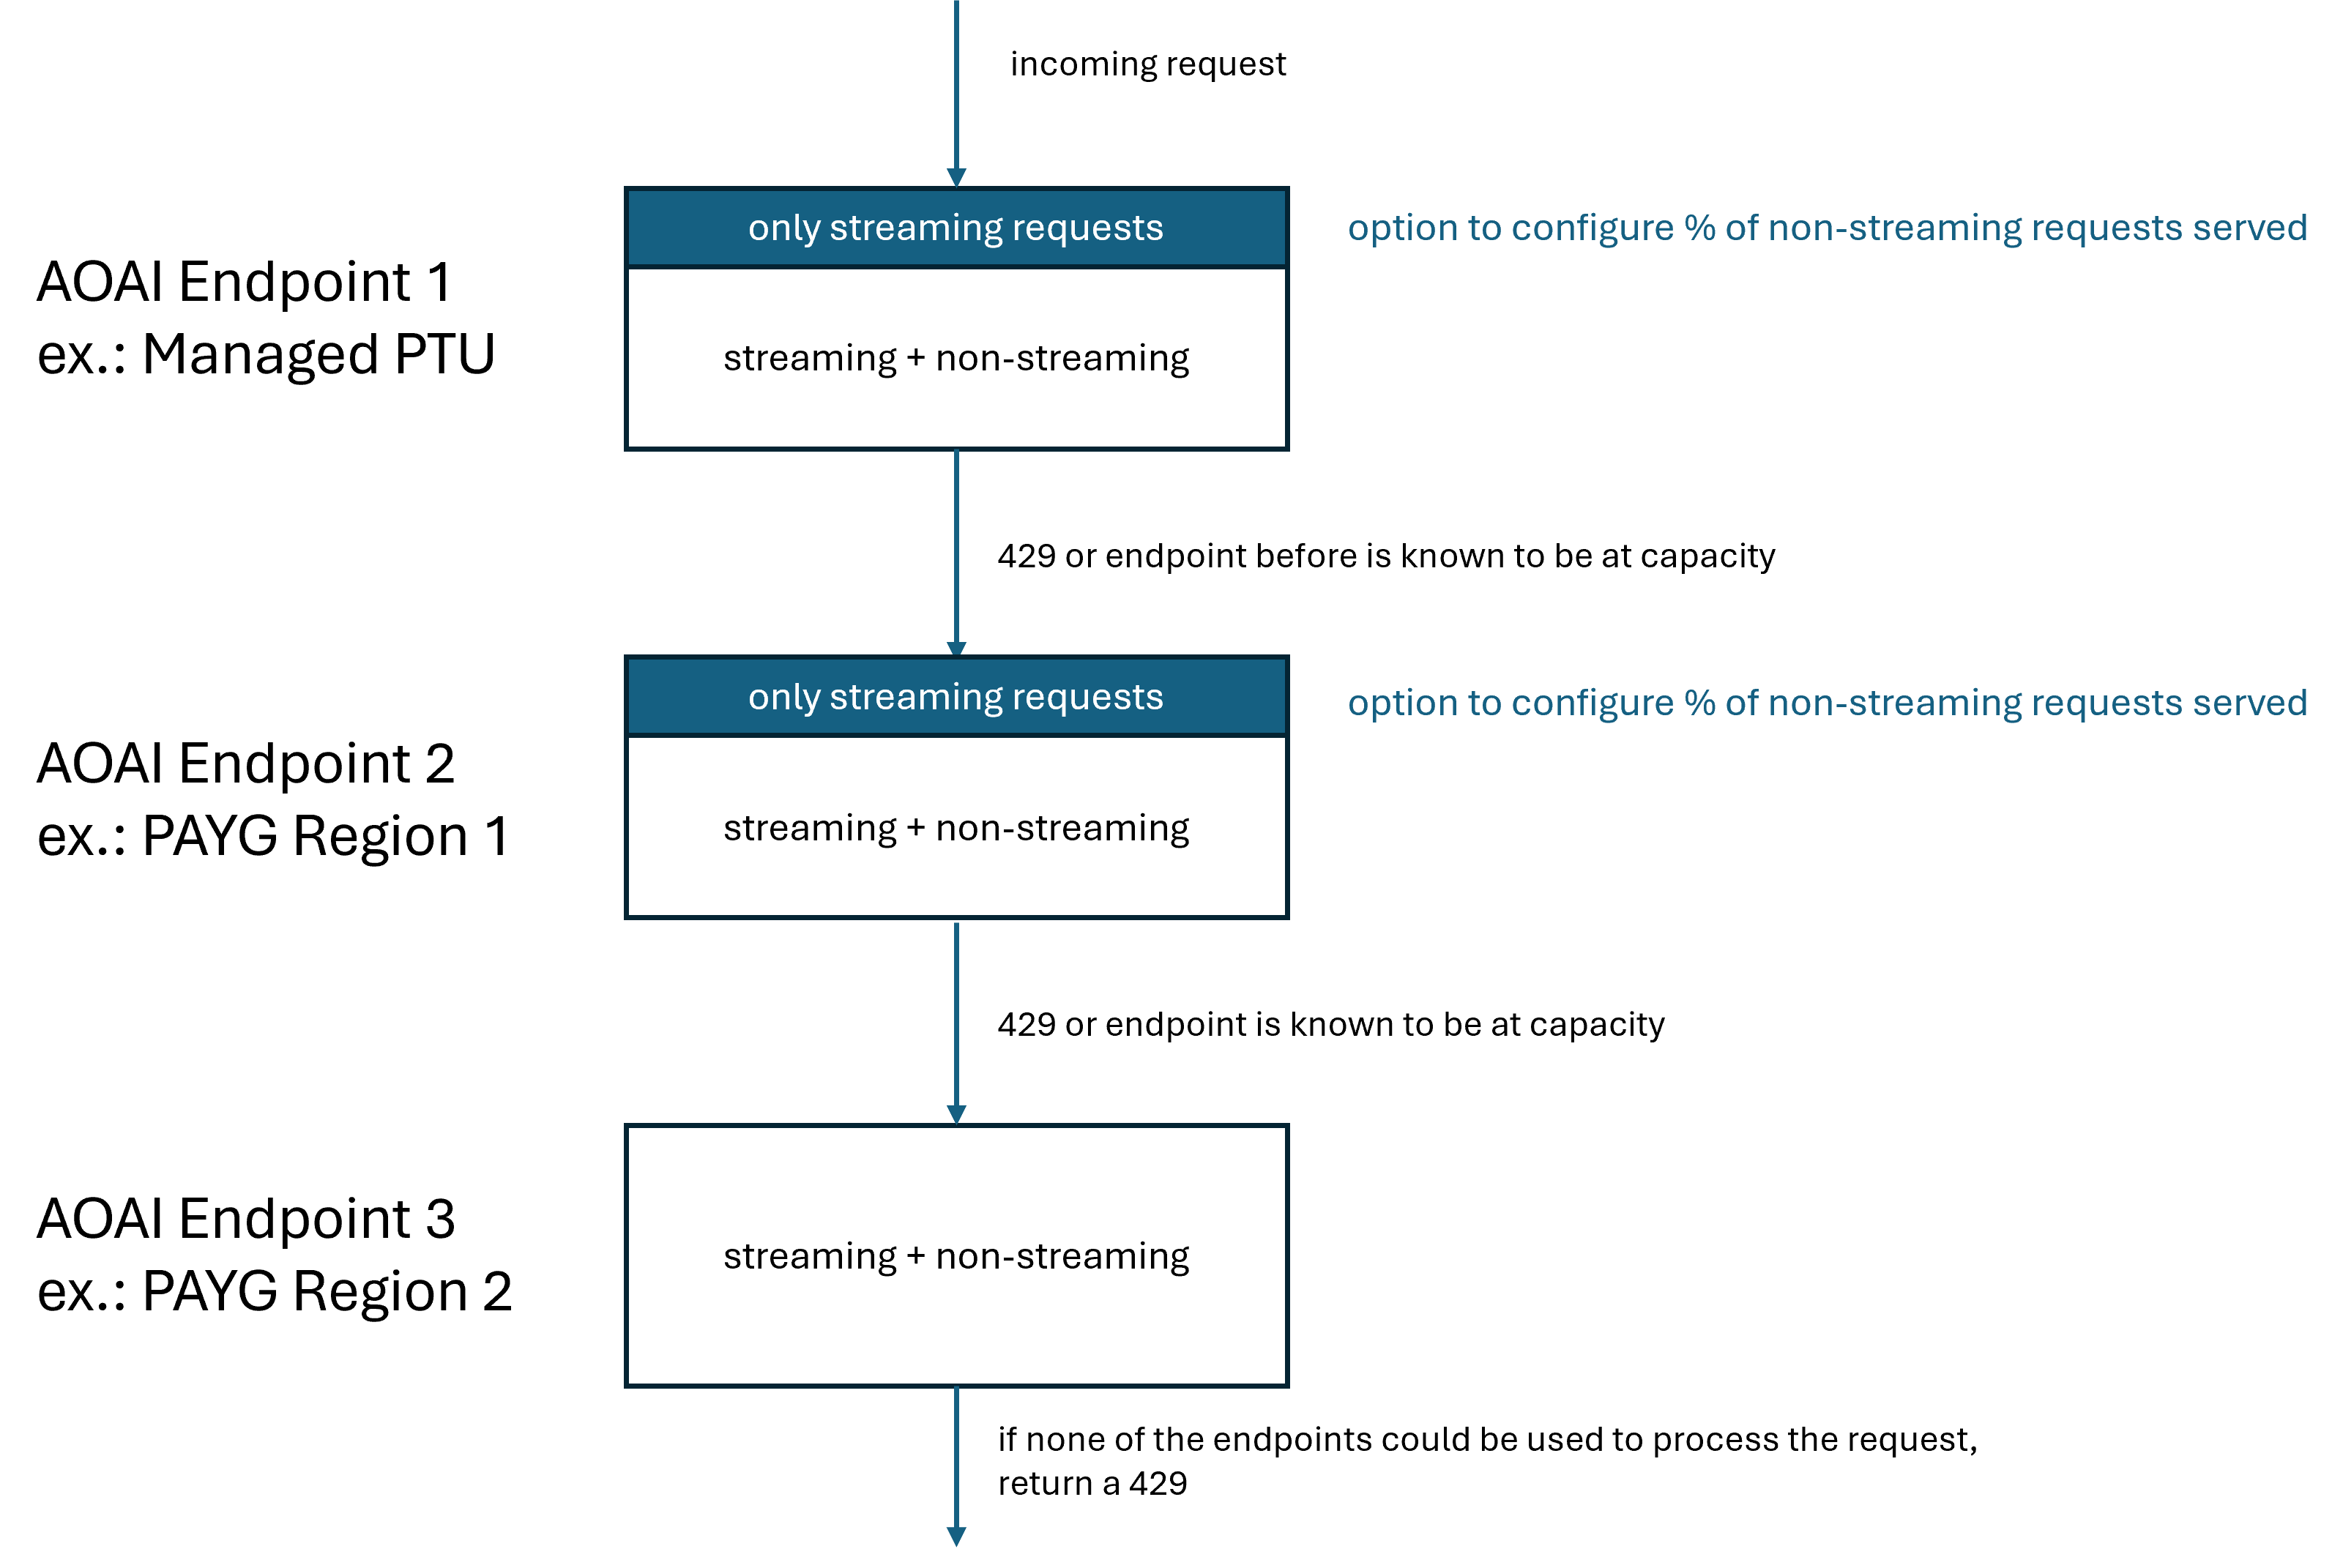 incoming request
only streaming requests
option to configure % of non-streaming requests served
AOAI Endpoint 1
ex.: Managed PTU
streaming + non-streaming
429 or endpoint before is known to be at capacity
only streaming requests
option to configure % of non-streaming requests served
AOAI Endpoint 2
ex.: PAYG Region 1
streaming + non-streaming
429 or endpoint is known to be at capacity
AOAI Endpoint 3
ex.: PAYG Region 2
streaming + non-streaming
if none of the endpoints could be used to process the request,
return a 429